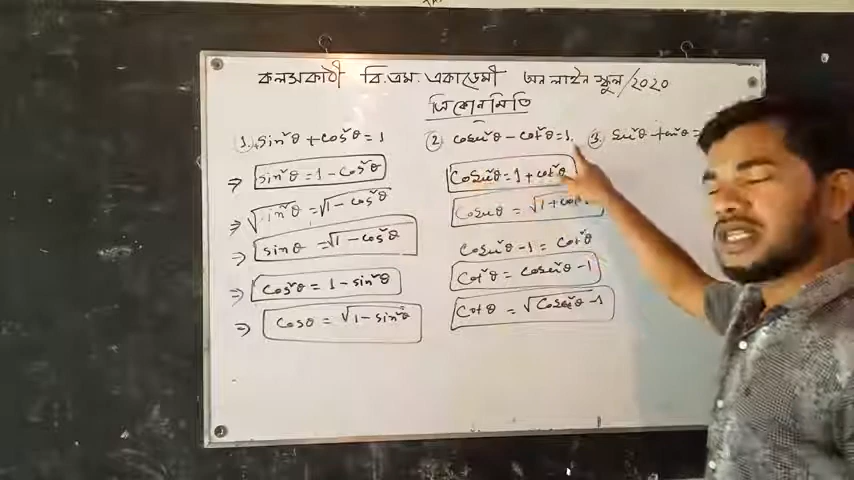 কলসকাঠী বি.এম. একাডেমী অনলাইন স্কুল/2020
ত্রিকোনমিতি
1. sin²θ + cos²θ = 1
⇒ sin²θ = 1 - cos²θ
⇒ √sin²θ = √1 - cos²θ
⇒ sinθ = √1 - cos²θ
⇒ cos²θ = 1 - sin²θ
⇒ cosθ = √1 - sin²θ
2 cosec²θ - cot²θ = 1.
cosec²θ = 1 + cot²θ
cosecθ = √1 + cot²
cosec²θ - 1 = cot²θ
cot²θ = cosec²θ - 1
cotθ = √cosec²θ - 1
3. sec²θ - tan²θ =